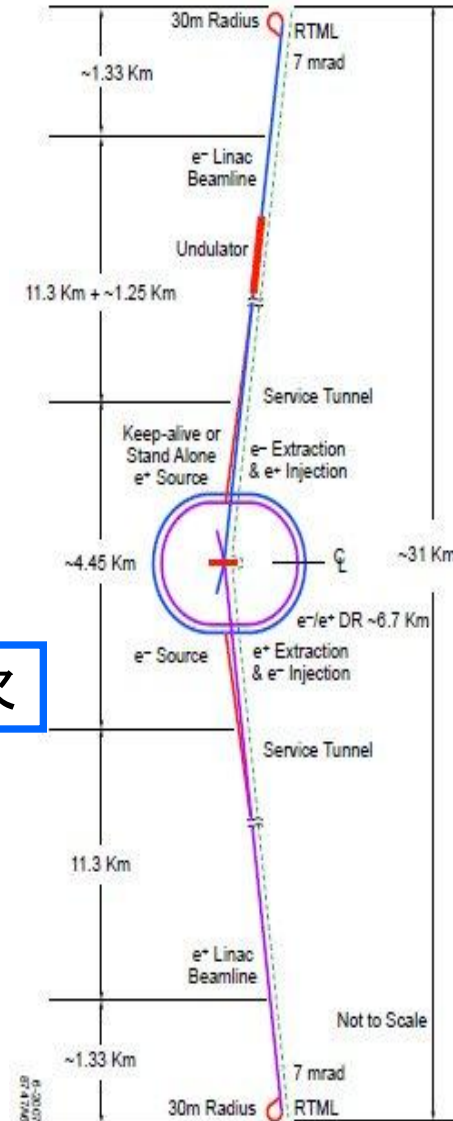 30m Radius
RTML
7 mrad
~1.33 Km
e⁻ Linac
Beamline
Undulator
11.3 Km + ~1.25 Km
Service Tunnel
Keep-alive or
Stand Alone
e⁺ Source
e⁻ Extraction
& e⁺ Injection
~4.45 Km
℄
~31 Km
e⁻/e⁺ DR ~6.7 Km
e⁻ Source
e⁺ Extraction
& e⁻ Injection
Service Tunnel
11.3 Km
e⁺ Linac
Beamline
Not to Scale
~1.33 Km
7 mrad
30m Radius
RTML